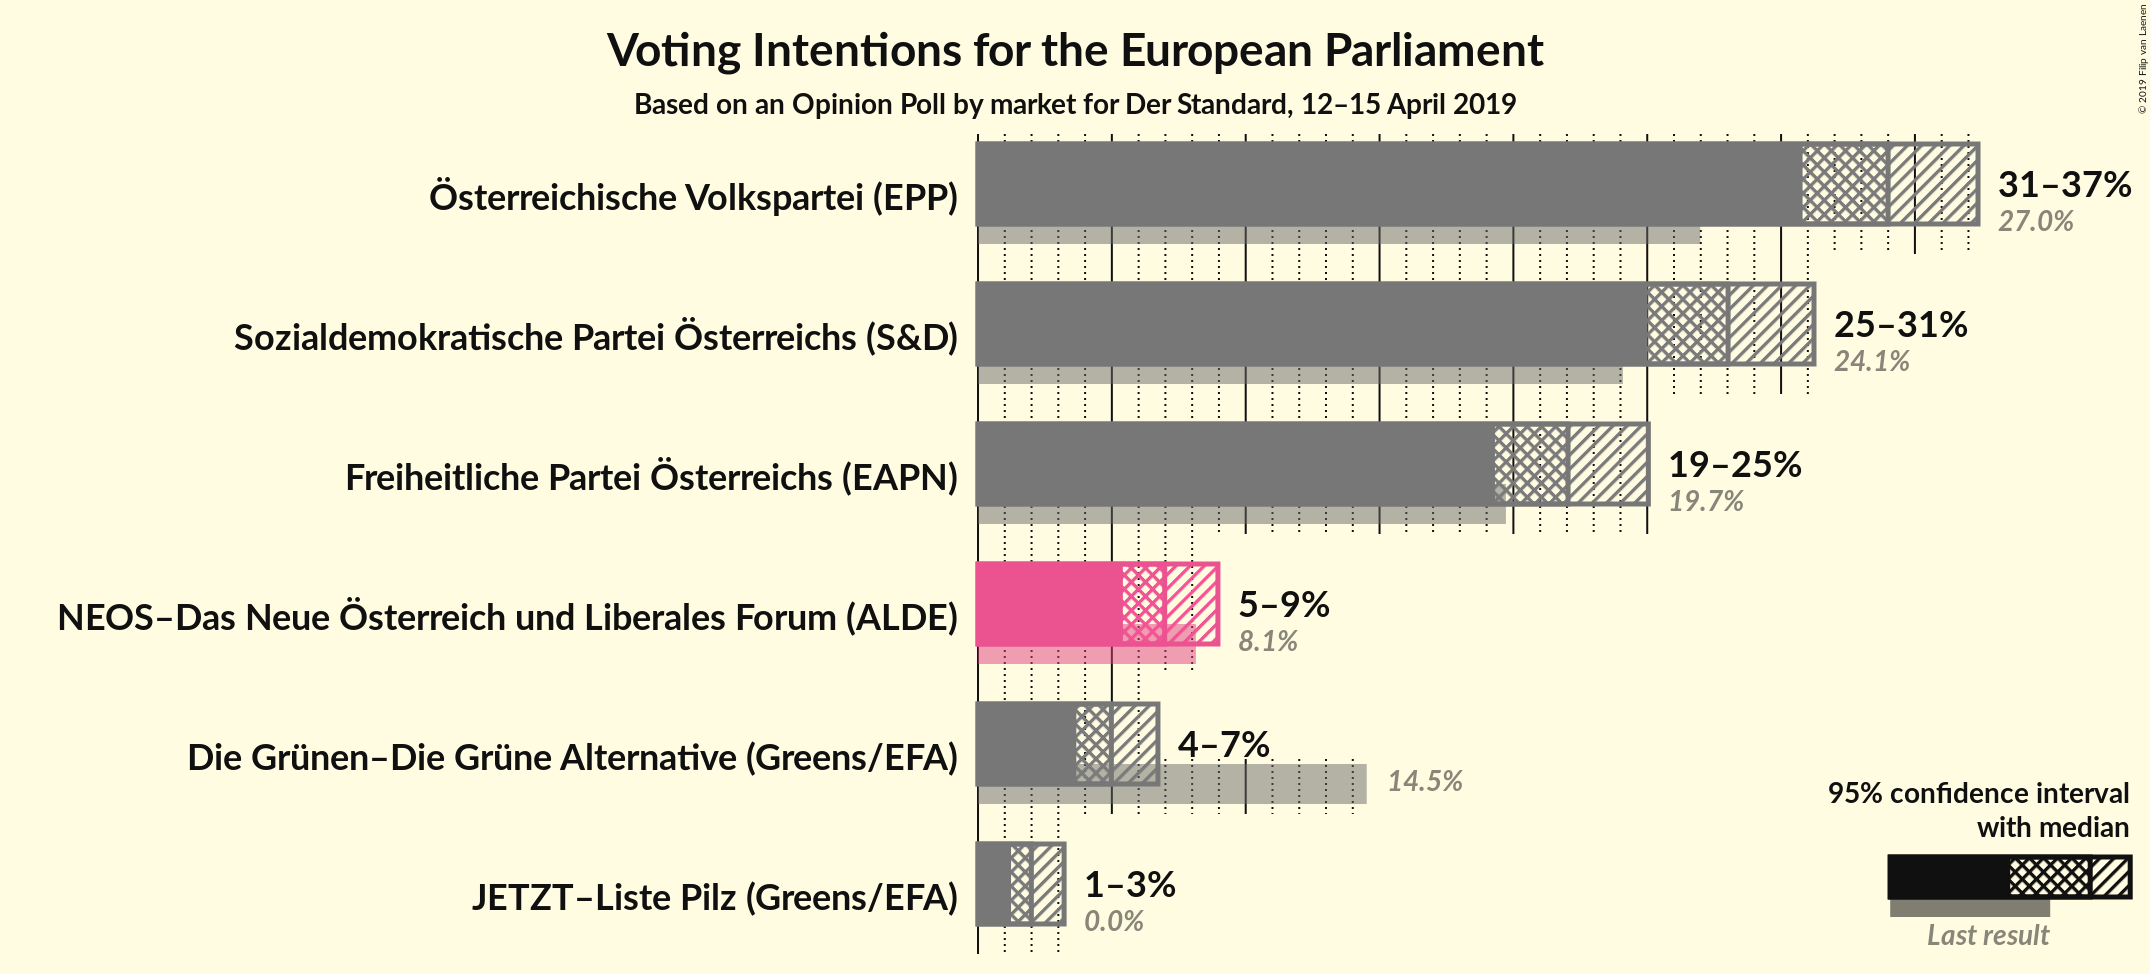 Voting Intentions for the European Parliament
Based on an Opinion Poll by market for Der Standard, 12–15 April 2019
© 2019 Filip van Laenen
Österreichische Volkspartei (EPP)
31–37%
27.0%
Sozialdemokratische Partei Österreichs (S&D)
25–31%
24.1%
Freiheitliche Partei Österreichs (EAPN)
19–25%
19.7%
NEOS–Das Neue Österreich und Liberales Forum (ALDE)
5–9%
8.1%
Die Grünen–Die Grüne Alternative (Greens/EFA)
4–7%
14.5%
JETZT–Liste Pilz (Greens/EFA)
1–3%
0.0%
95% confidence interval
with median
Last result